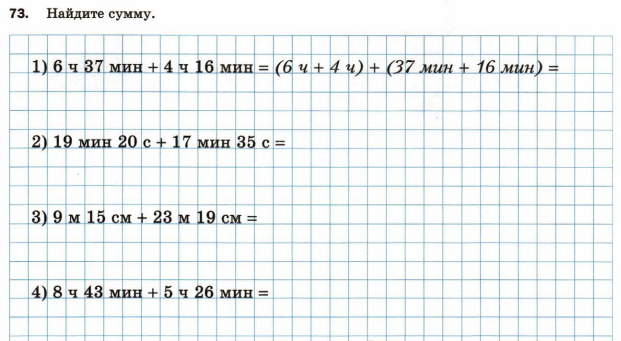 73. Найдите сумму.
1) 6 ч 37 мин + 4 ч 16 мин = (6 ч + 4 ч) + (37 мин + 16 мин) =
2) 19 мин 20 с + 17 мин 35 с =
3) 9 м 15 см + 23 м 19 см =
4) 8 ч 43 мин + 5 ч 26 мин =